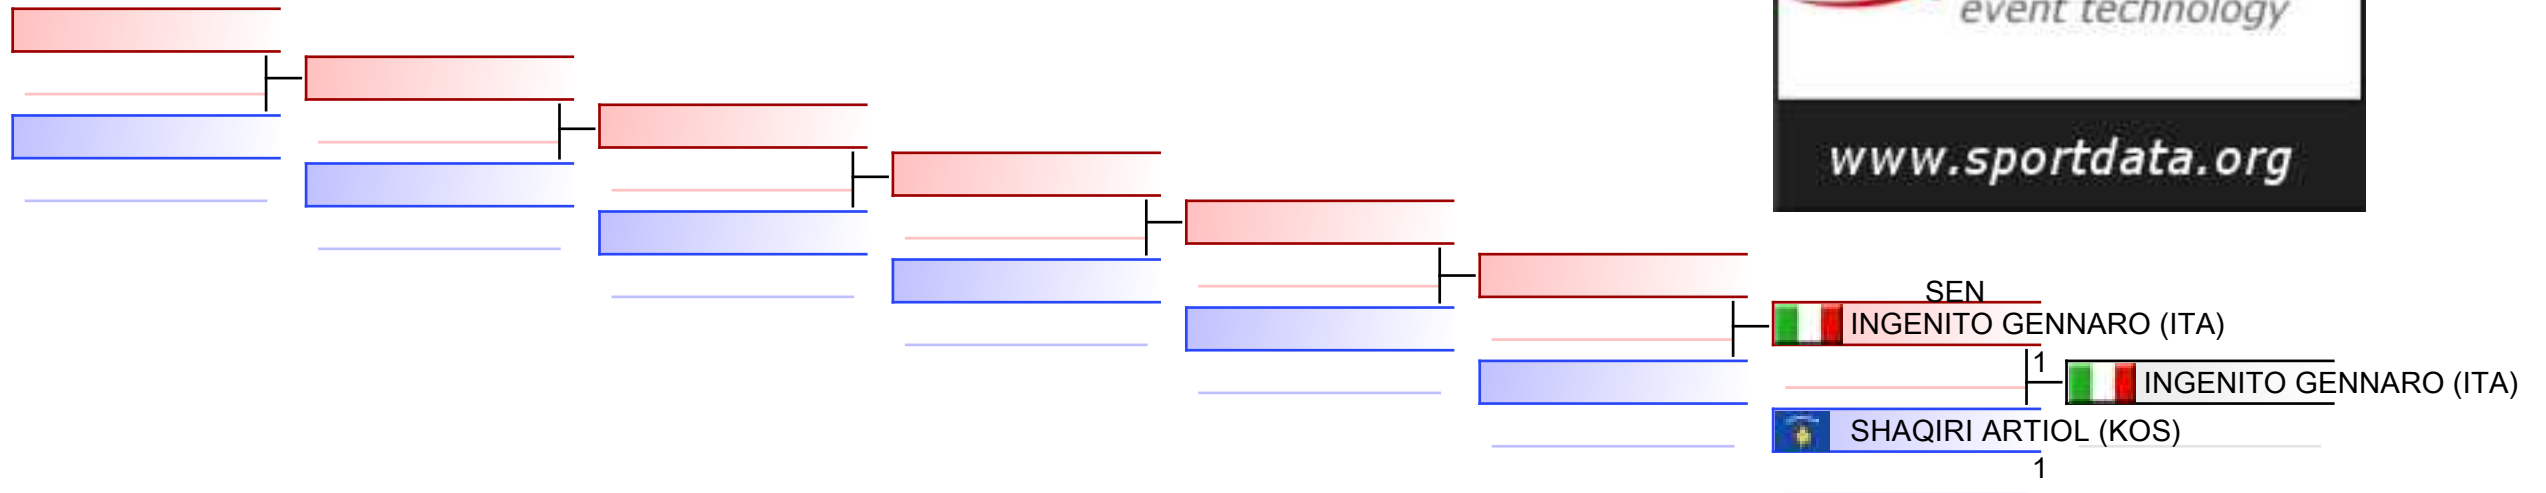 event technology
www.sportdata.org
SEN
INGENITO GENNARO (ITA)
1
INGENITO GENNARO (ITA)
SHAQIRI ARTIOL (KOS)
1